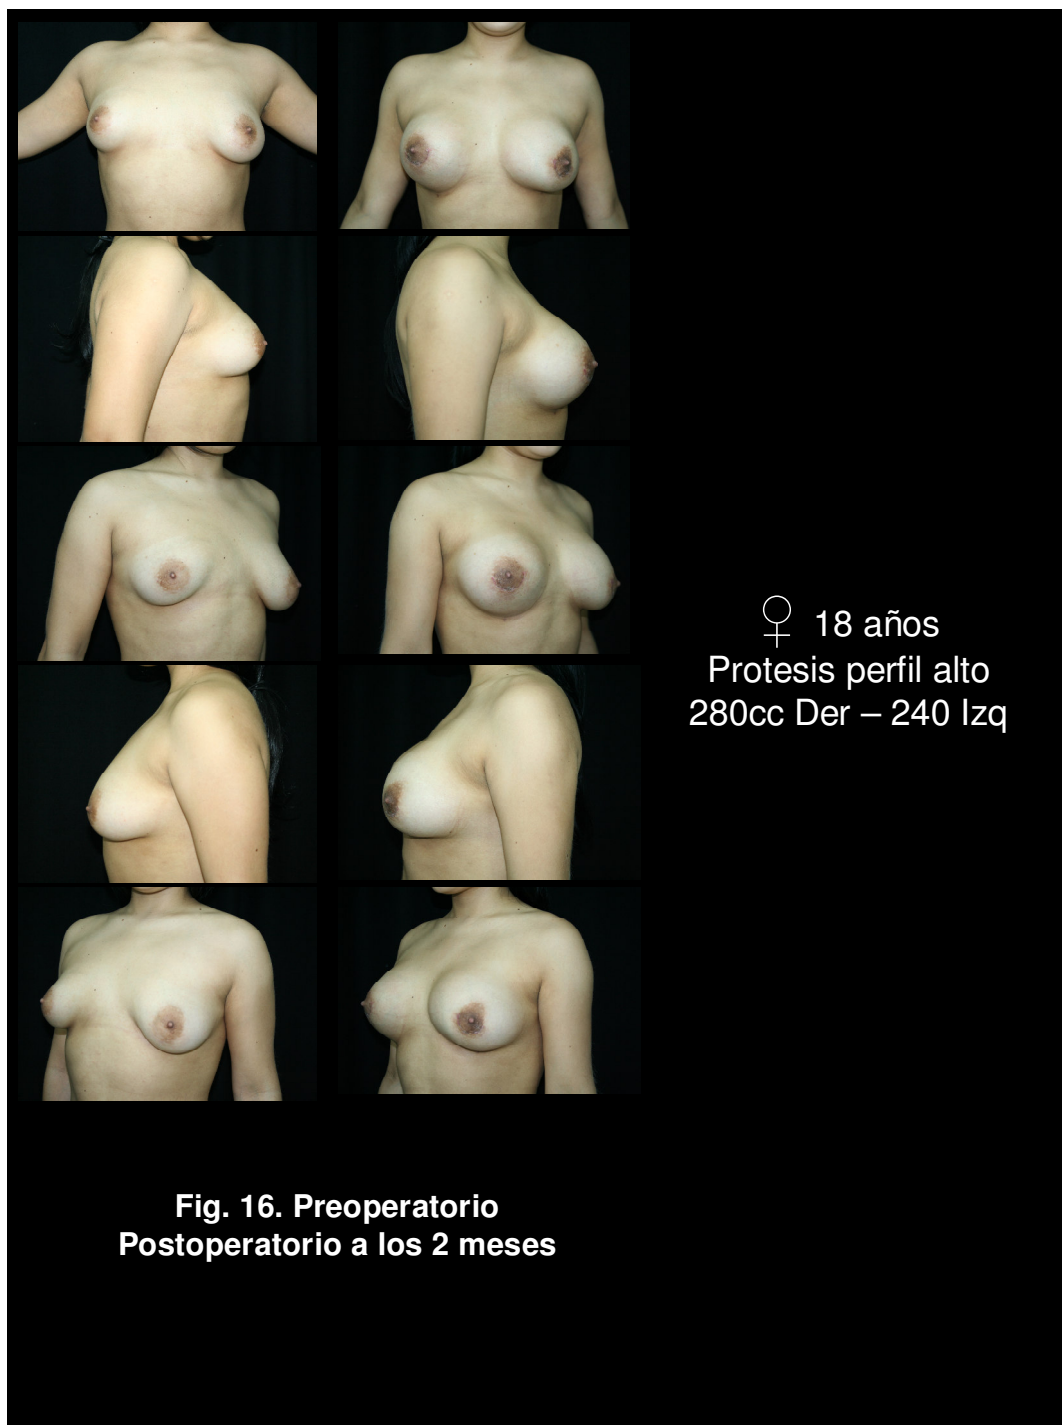 ♀ 18 años
Protesis perfil alto
280cc Der – 240 Izq
Fig. 16. Preoperatorio
Postoperatorio a los 2 meses